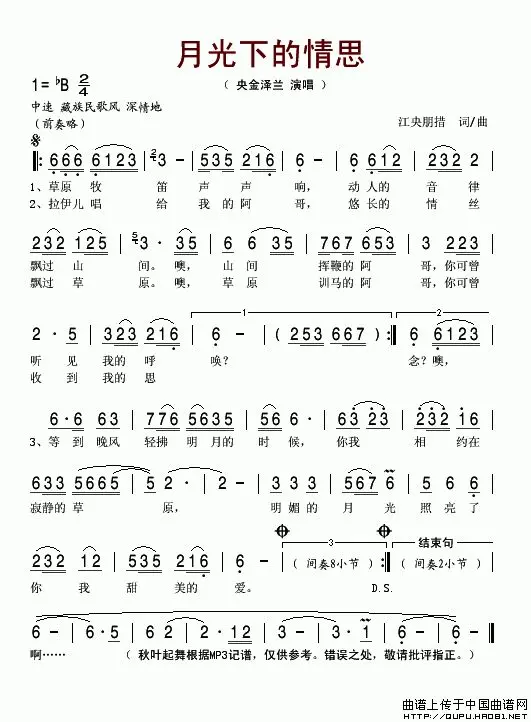 月光下的情思
1= ♭B 2/4
（ 央金泽兰 演唱 ）
中速 藏族民歌风 深情地
（前奏略）
江央朋措 词/曲
𝄋
‖: 6 6 6 6123 | 3 - | 535 216 | 6 - | 6 612 | 323 216 |
1、草原 牧 笛 声 声 响， 动 人的 音 律
2、拉伊儿 唱 给 我 的 阿 哥， 悠 长的 情 丝
232 125 | 3 · 35 | 6 6 35 | 767 653 | 3 223 |
飘过 山 间。 噢， 山 间 挥鞭的 阿 哥，你可曾
飘过 草 原。 噢， 草原 训马的 阿 哥，你可曾
1 2
2 · 5 | 323 216 | 6 - | ( 253 667 ) :‖ 6 6123 |
听 见 我的 呼 唤？ 念？噢，
收 到 我的 思
6 · 6 63 | 776 5635 | 56 6 · | 63 23 | 232 16 |
3、等 到 晚风 轻拂 明 月的 时 候， 你我 相 约在
633 5665 | 5 2 · | 2 - | 3 3 3 | 567 6 | 616 6 |
寂静的 草 原， 明媚 的 月 光 照亮 了
3 结束句
232 12 | 235 216 | 6 - | ( 间奏8小节 ) :‖ ( 间奏2小节 ) |
你 我 甜 美的 爱。 D.S.
6 - | 6 - | 1 · 2 | 2 - | 2 126 | 3 - | 3 · 1 | 6 - | 6 - ‖
啊…… （ 秋叶起舞根据MP3记谱，仅供参考。错误之处，敬请批评指正。）
曲谱上传于中国曲谱网
http://QUPU.HAO81.NET